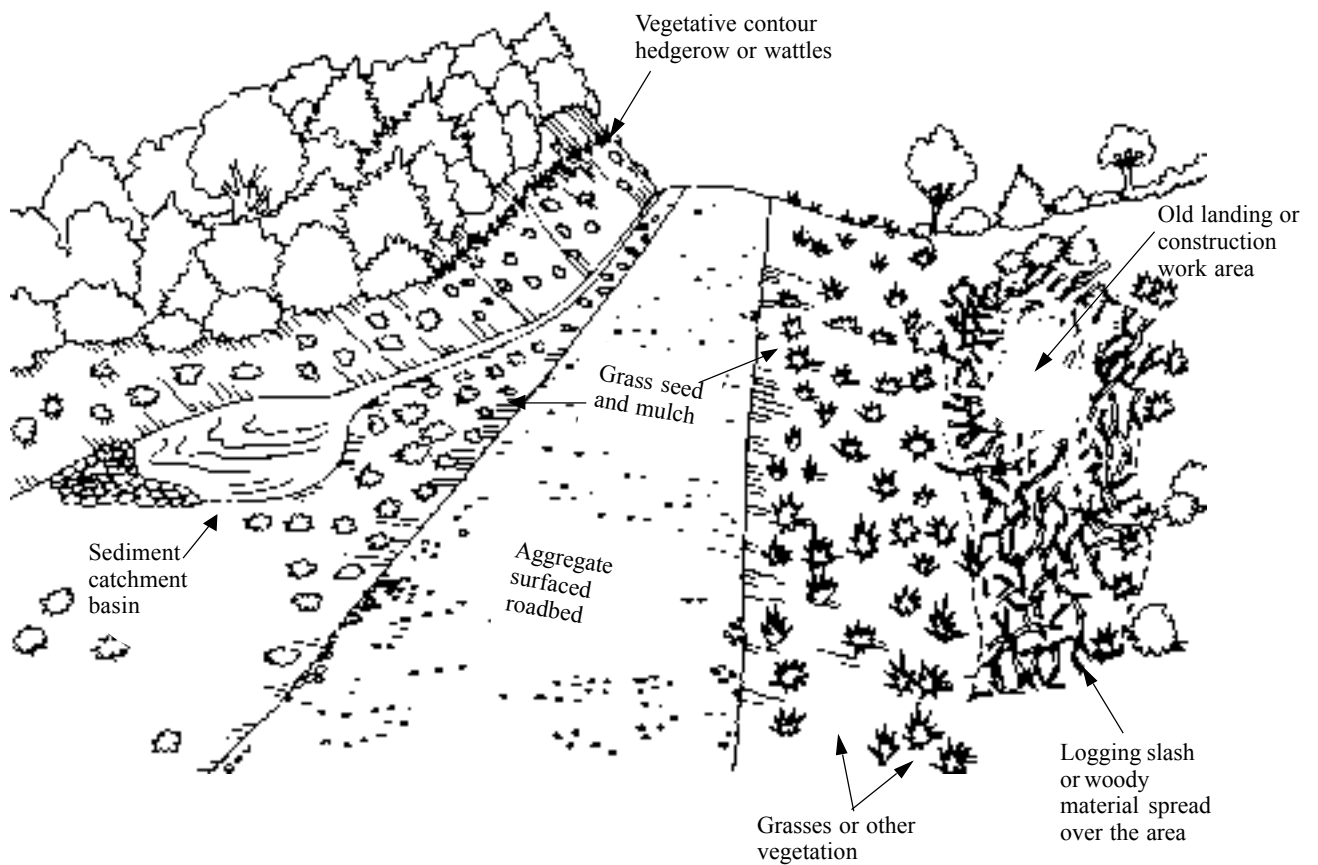 Vegetative contour
hedgerow or wattles
Old landing or
construction
work area
Grass seed
and mulch
Sediment
catchment
basin
Aggregate
surfaced
roadbed
Logging slash
or woody
material spread
over the area
Grasses or other
vegetation